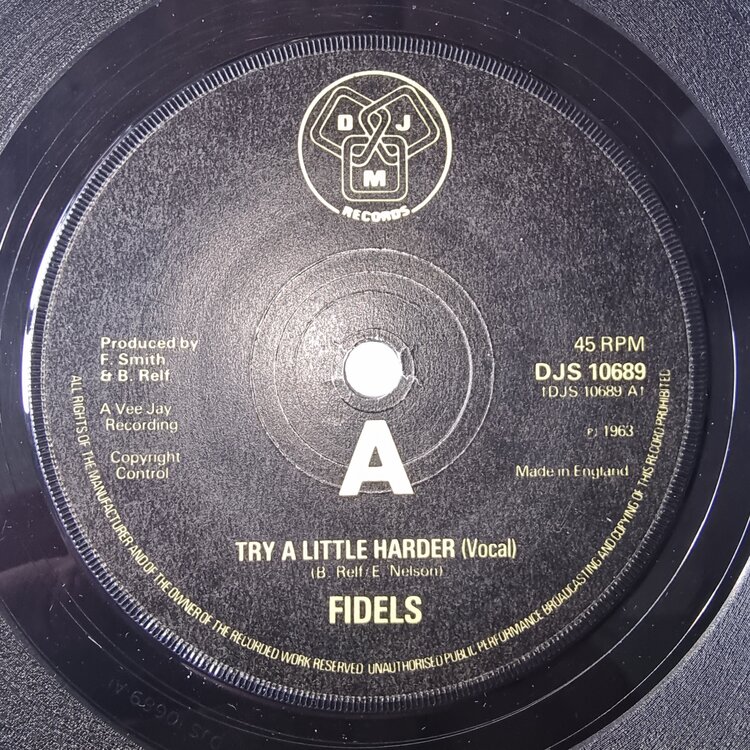 D J
M
RECORDS
Produced by
F. Smith
& B. Relf
A Vee Jay
Recording
Copyright
Control
45 RPM
DJS 10689
(DJS 10689 A)
(P) 1963
Made in England
A
TRY A LITTLE HARDER (Vocal)
(B. Relf/E. Nelson)
FIDELS
ALL RIGHTS OF THE MANUFACTURER AND OF THE OWNER OF THE RECORDED WORK RESERVED UNAUTHORISED PUBLIC PERFORMANCE BROADCASTING AND COPYING OF THIS RECORD PROHIBITED
DJS 10689 A